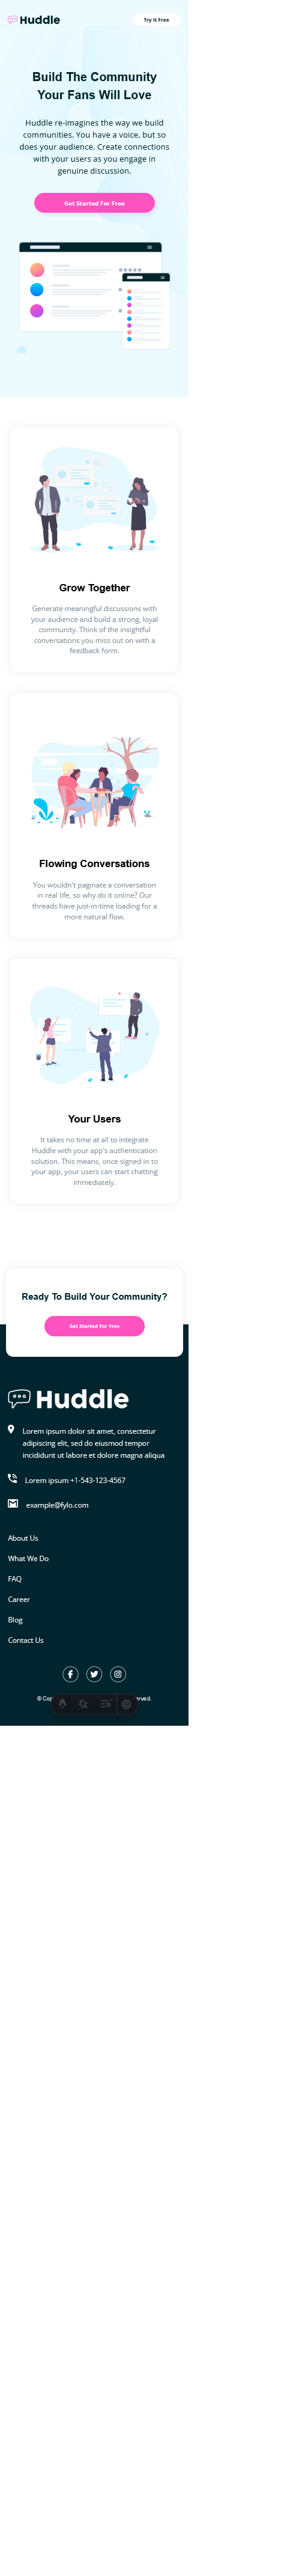 Huddle
Try It Free
Build The Community
Your Fans Will Love
Huddle re-imagines the way we build
communities. You have a voice, but so
does your audience. Create connections
with your users as you engage in
genuine discussion.
Get Started For Free
Grow Together
Generate meaningful discussions with
your audience and build a strong, loyal
community. Think of the insightful
conversations you miss out on with a
feedback form.
Flowing Conversations
You wouldn't paginate a conversation
in real life, so why do it online? Our
threads have just-in-time loading for a
more natural flow.
Your Users
It takes no time at all to integrate
Huddle with your app's authentication
solution. This means, once signed in to
your app, your users can start chatting
immediately.
Ready To Build Your Community?
Get Started For Free
Huddle
Lorem ipsum dolor sit amet, consectetur
adipiscing elit, sed do eiusmod tempor
incididunt ut labore et dolore magna aliqua
Lorem ipsum +1-543-123-4567
example@fylo.com
About Us
What We Do
FAQ
Career
Blog
Contact Us
©